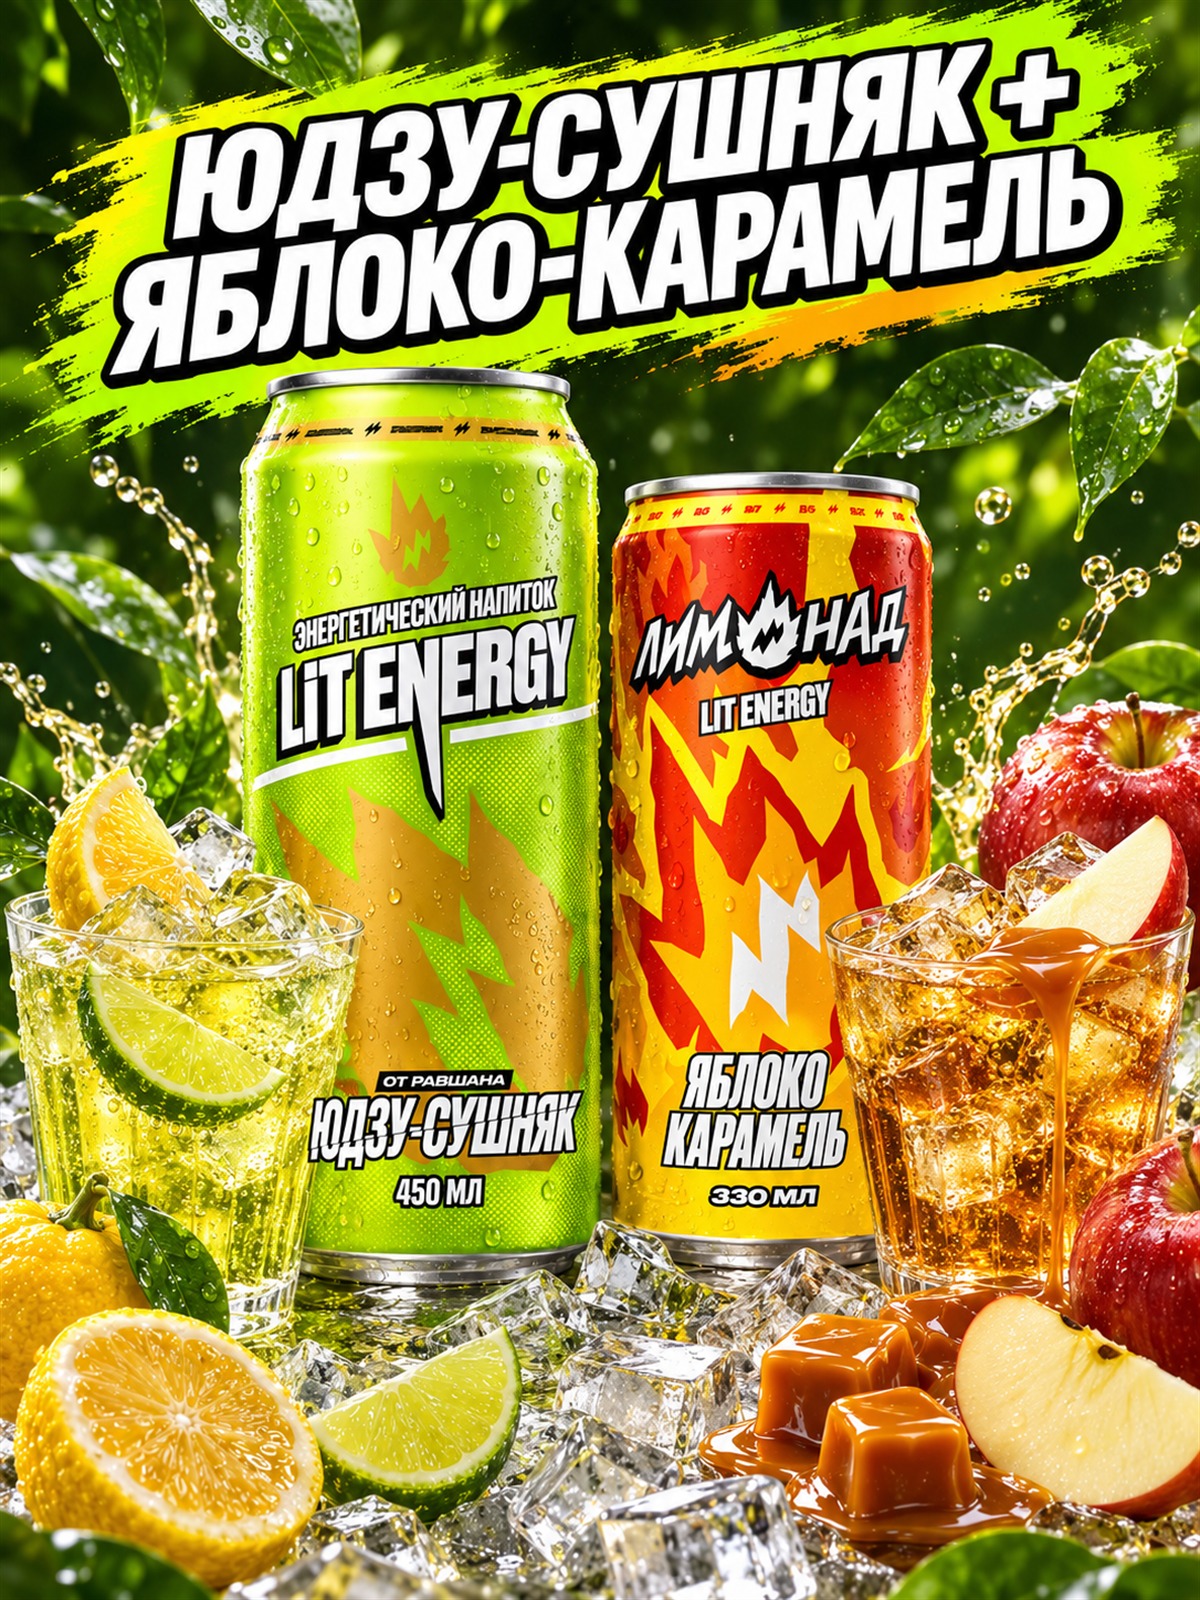 ЮДЗУ-СУШНЯК +
ЯБЛОКО-КАРАМЕЛЬ
ЭНЕРГЕТИЧЕСКИЙ НАПИТОК
LIT ENERGY
ОТ РАВШАНА
ЮДЗУ-СУШНЯК
450 МЛ
ЛИМОНАД
LIT ENERGY
ЯБЛОКО
КАРАМЕЛЬ
330 МЛ